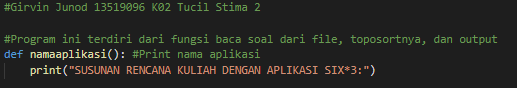 #Girvin Junod 13519096 K02 Tucil Stima 2
#Program ini terdiri dari fungsi baca soal dari file, toposortnya, dan output
def namaaplikasi(): #Print nama aplikasi
print("SUSUNAN RENCANA KULIAH DENGAN APLIKASI SIX*3:")